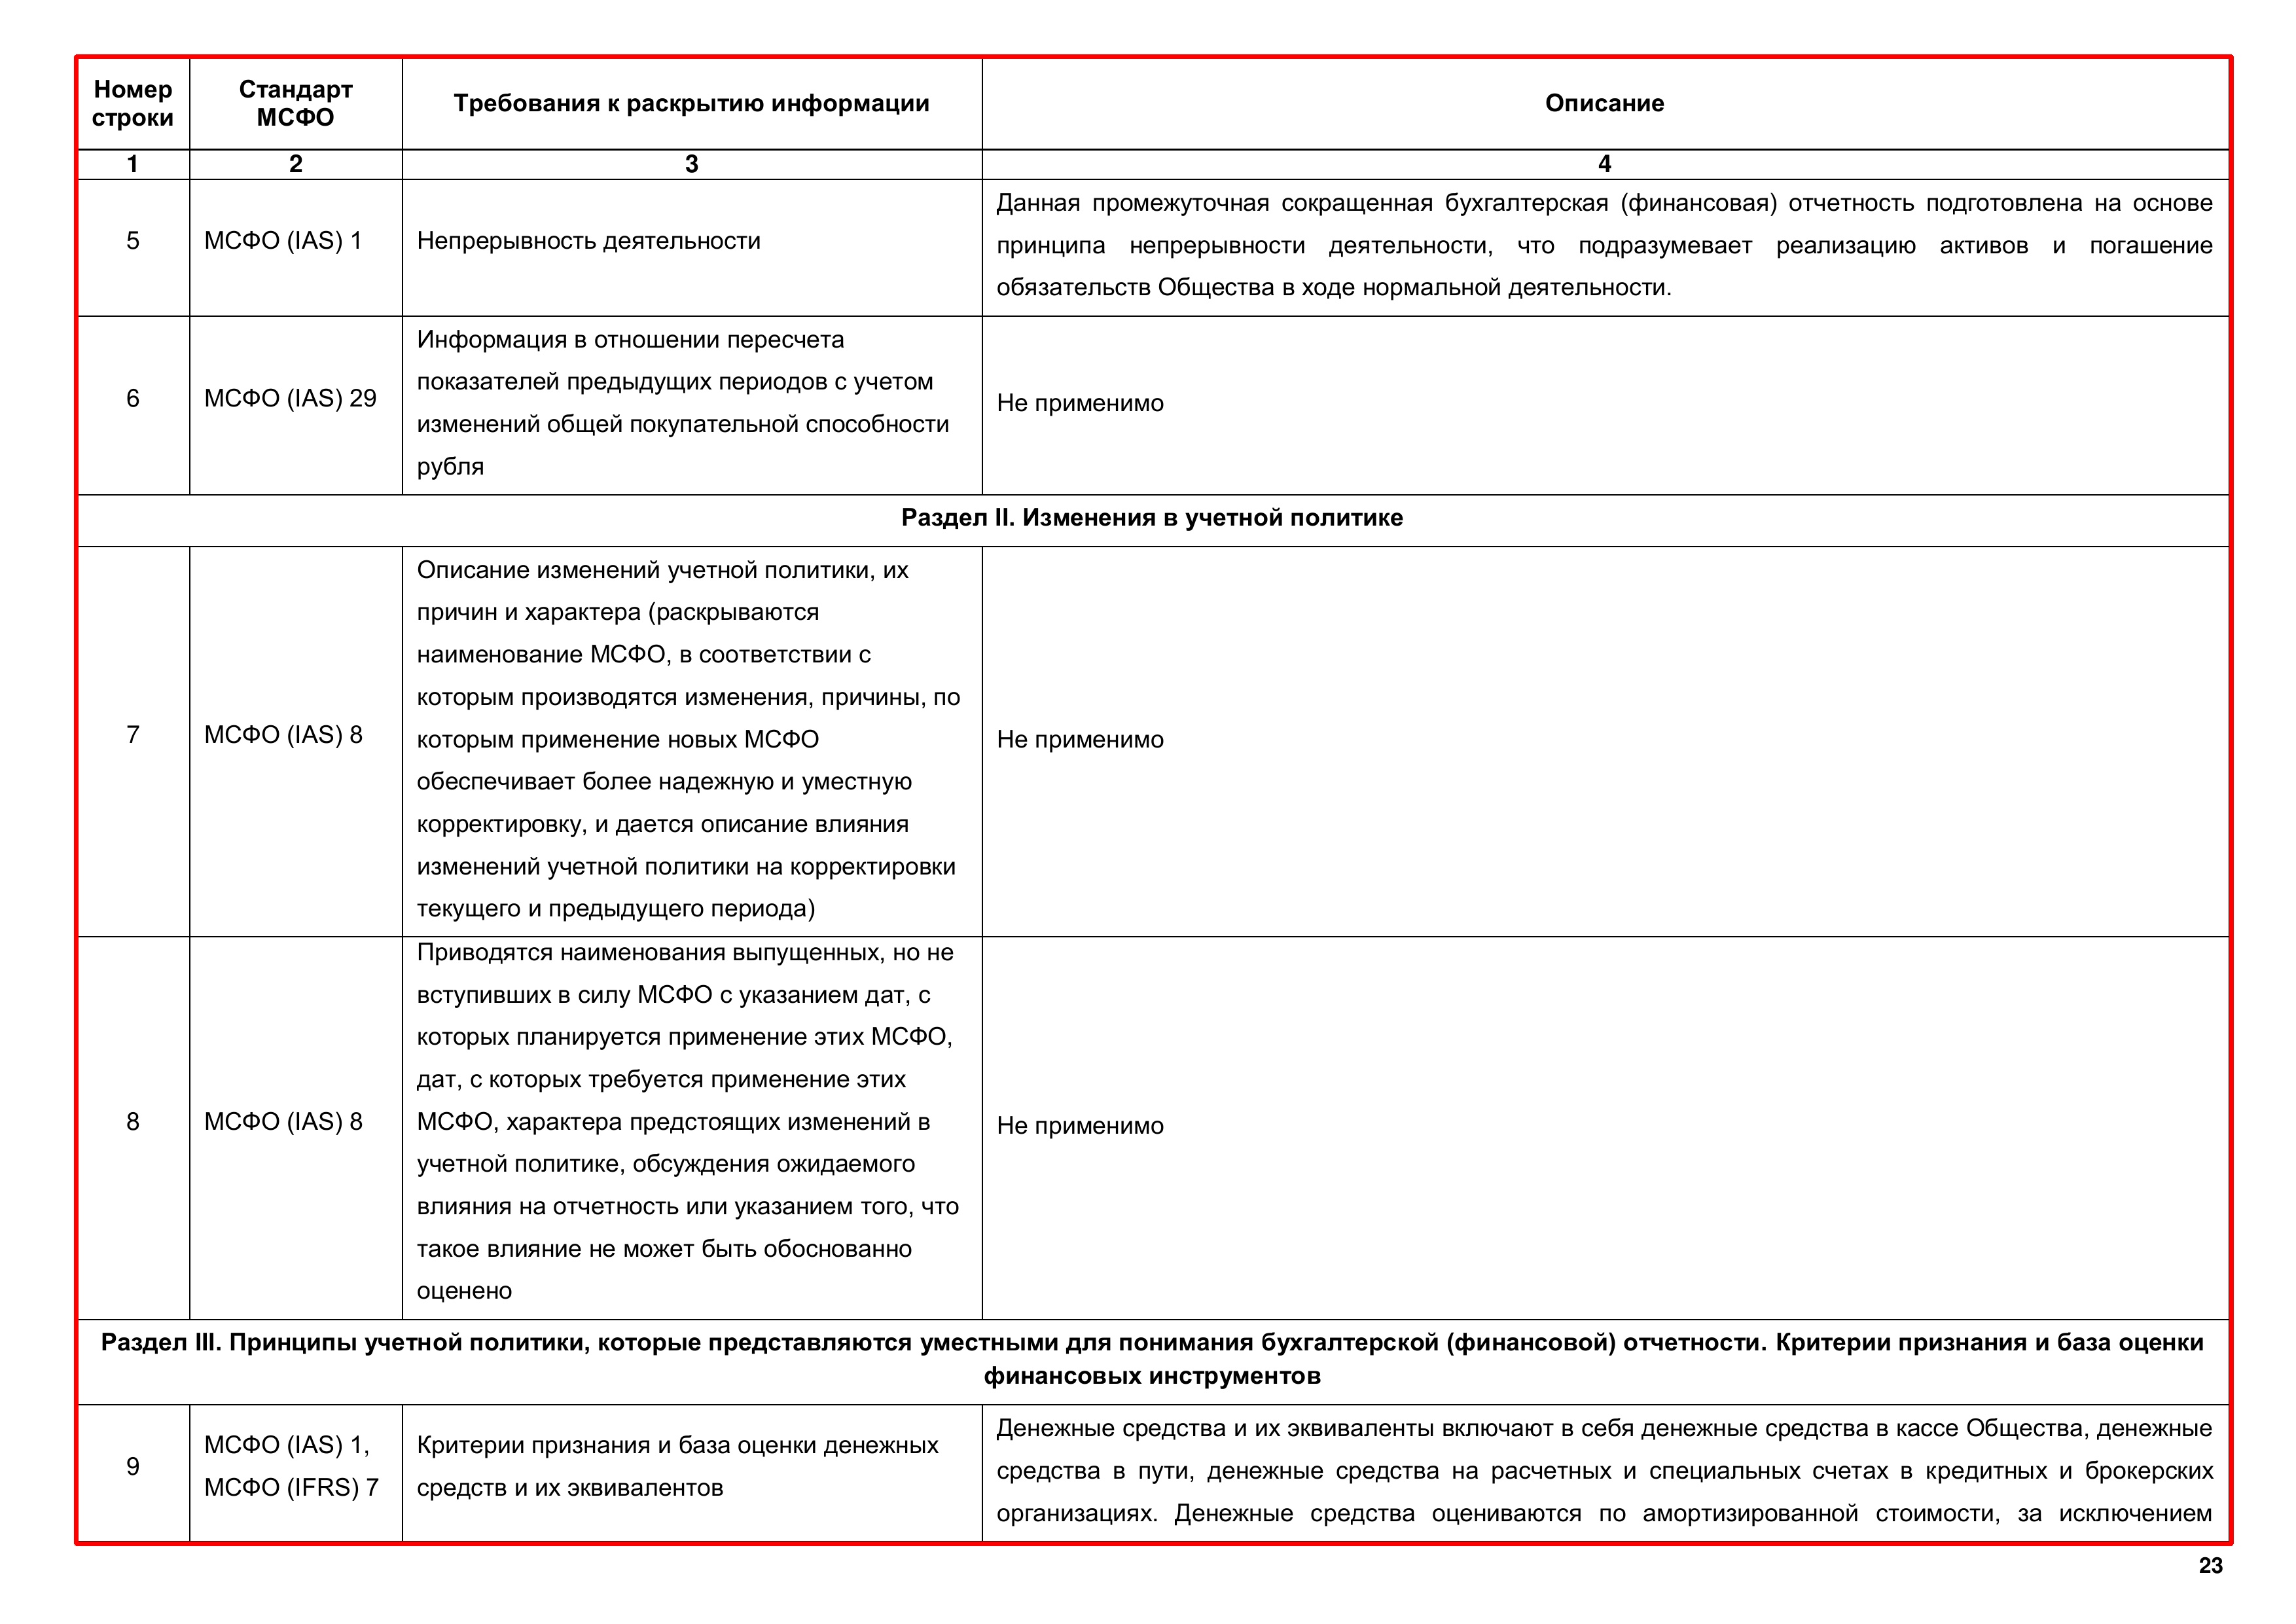 Номер
строки
Стандарт
МСФО
Требования к раскрытию информации
Описание
1
2
3
4
5
МСФО (IAS) 1
Непрерывность деятельности
Данная промежуточная сокращенная бухгалтерская (финансовая) отчетность подготовлена на основе
принципа непрерывности деятельности, что подразумевает реализацию активов и погашение
обязательств Общества в ходе нормальной деятельности.
6
МСФО (IAS) 29
Информация в отношении пересчета
показателей предыдущих периодов с учетом
изменений общей покупательной способности
рубля
Не применимо
Раздел II. Изменения в учетной политике
7
МСФО (IAS) 8
Описание изменений учетной политики, их
причин и характера (раскрываются
наименование МСФО, в соответствии с
которым производятся изменения, причины, по
которым применение новых МСФО
обеспечивает более надежную и уместную
корректировку, и дается описание влияния
изменений учетной политики на корректировки
текущего и предыдущего периода)
Не применимо
8
МСФО (IAS) 8
Приводятся наименования выпущенных, но не
вступивших в силу МСФО с указанием дат, с
которых планируется применение этих МСФО,
дат, с которых требуется применение этих
МСФО, характера предстоящих изменений в
учетной политике, обсуждения ожидаемого
влияния на отчетность или указанием того, что
такое влияние не может быть обоснованно
оценено
Не применимо
Раздел III. Принципы учетной политики, которые представляются уместными для понимания бухгалтерской (финансовой) отчетности. Критерии признания и база оценки
финансовых инструментов
9
МСФО (IAS) 1,
МСФО (IFRS) 7
Критерии признания и база оценки денежных
средств и их эквивалентов
Денежные средства и их эквиваленты включают в себя денежные средства в кассе Общества, денежные
средства в пути, денежные средства на расчетных и специальных счетах в кредитных и брокерских
организациях. Денежные средства оцениваются по амортизированной стоимости, за исключением
23